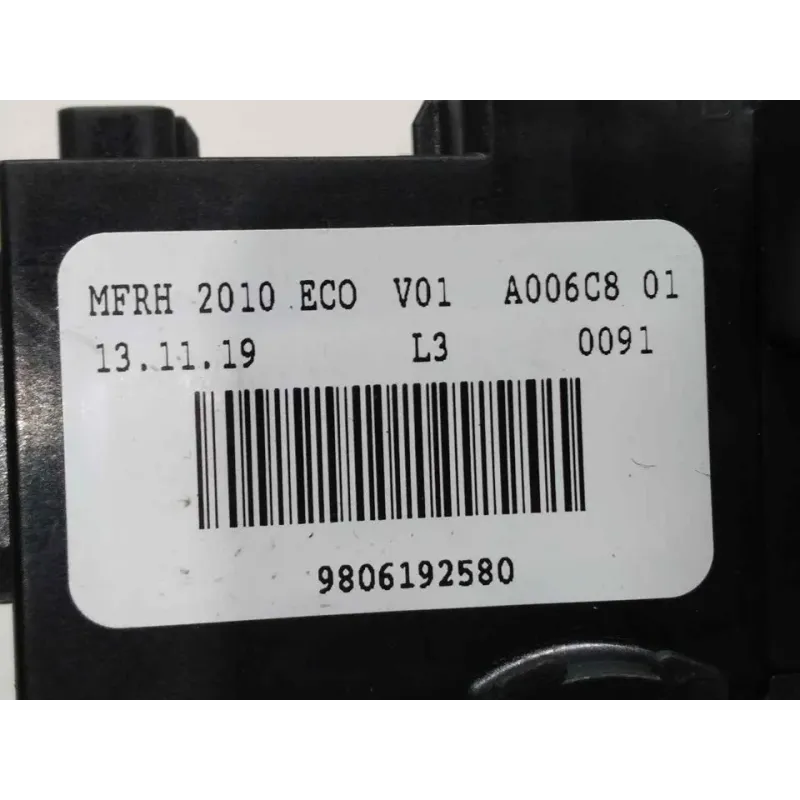 MFRH 2010 ECO V01 A006C8 01
13.11.19 L3 0091
9806192580